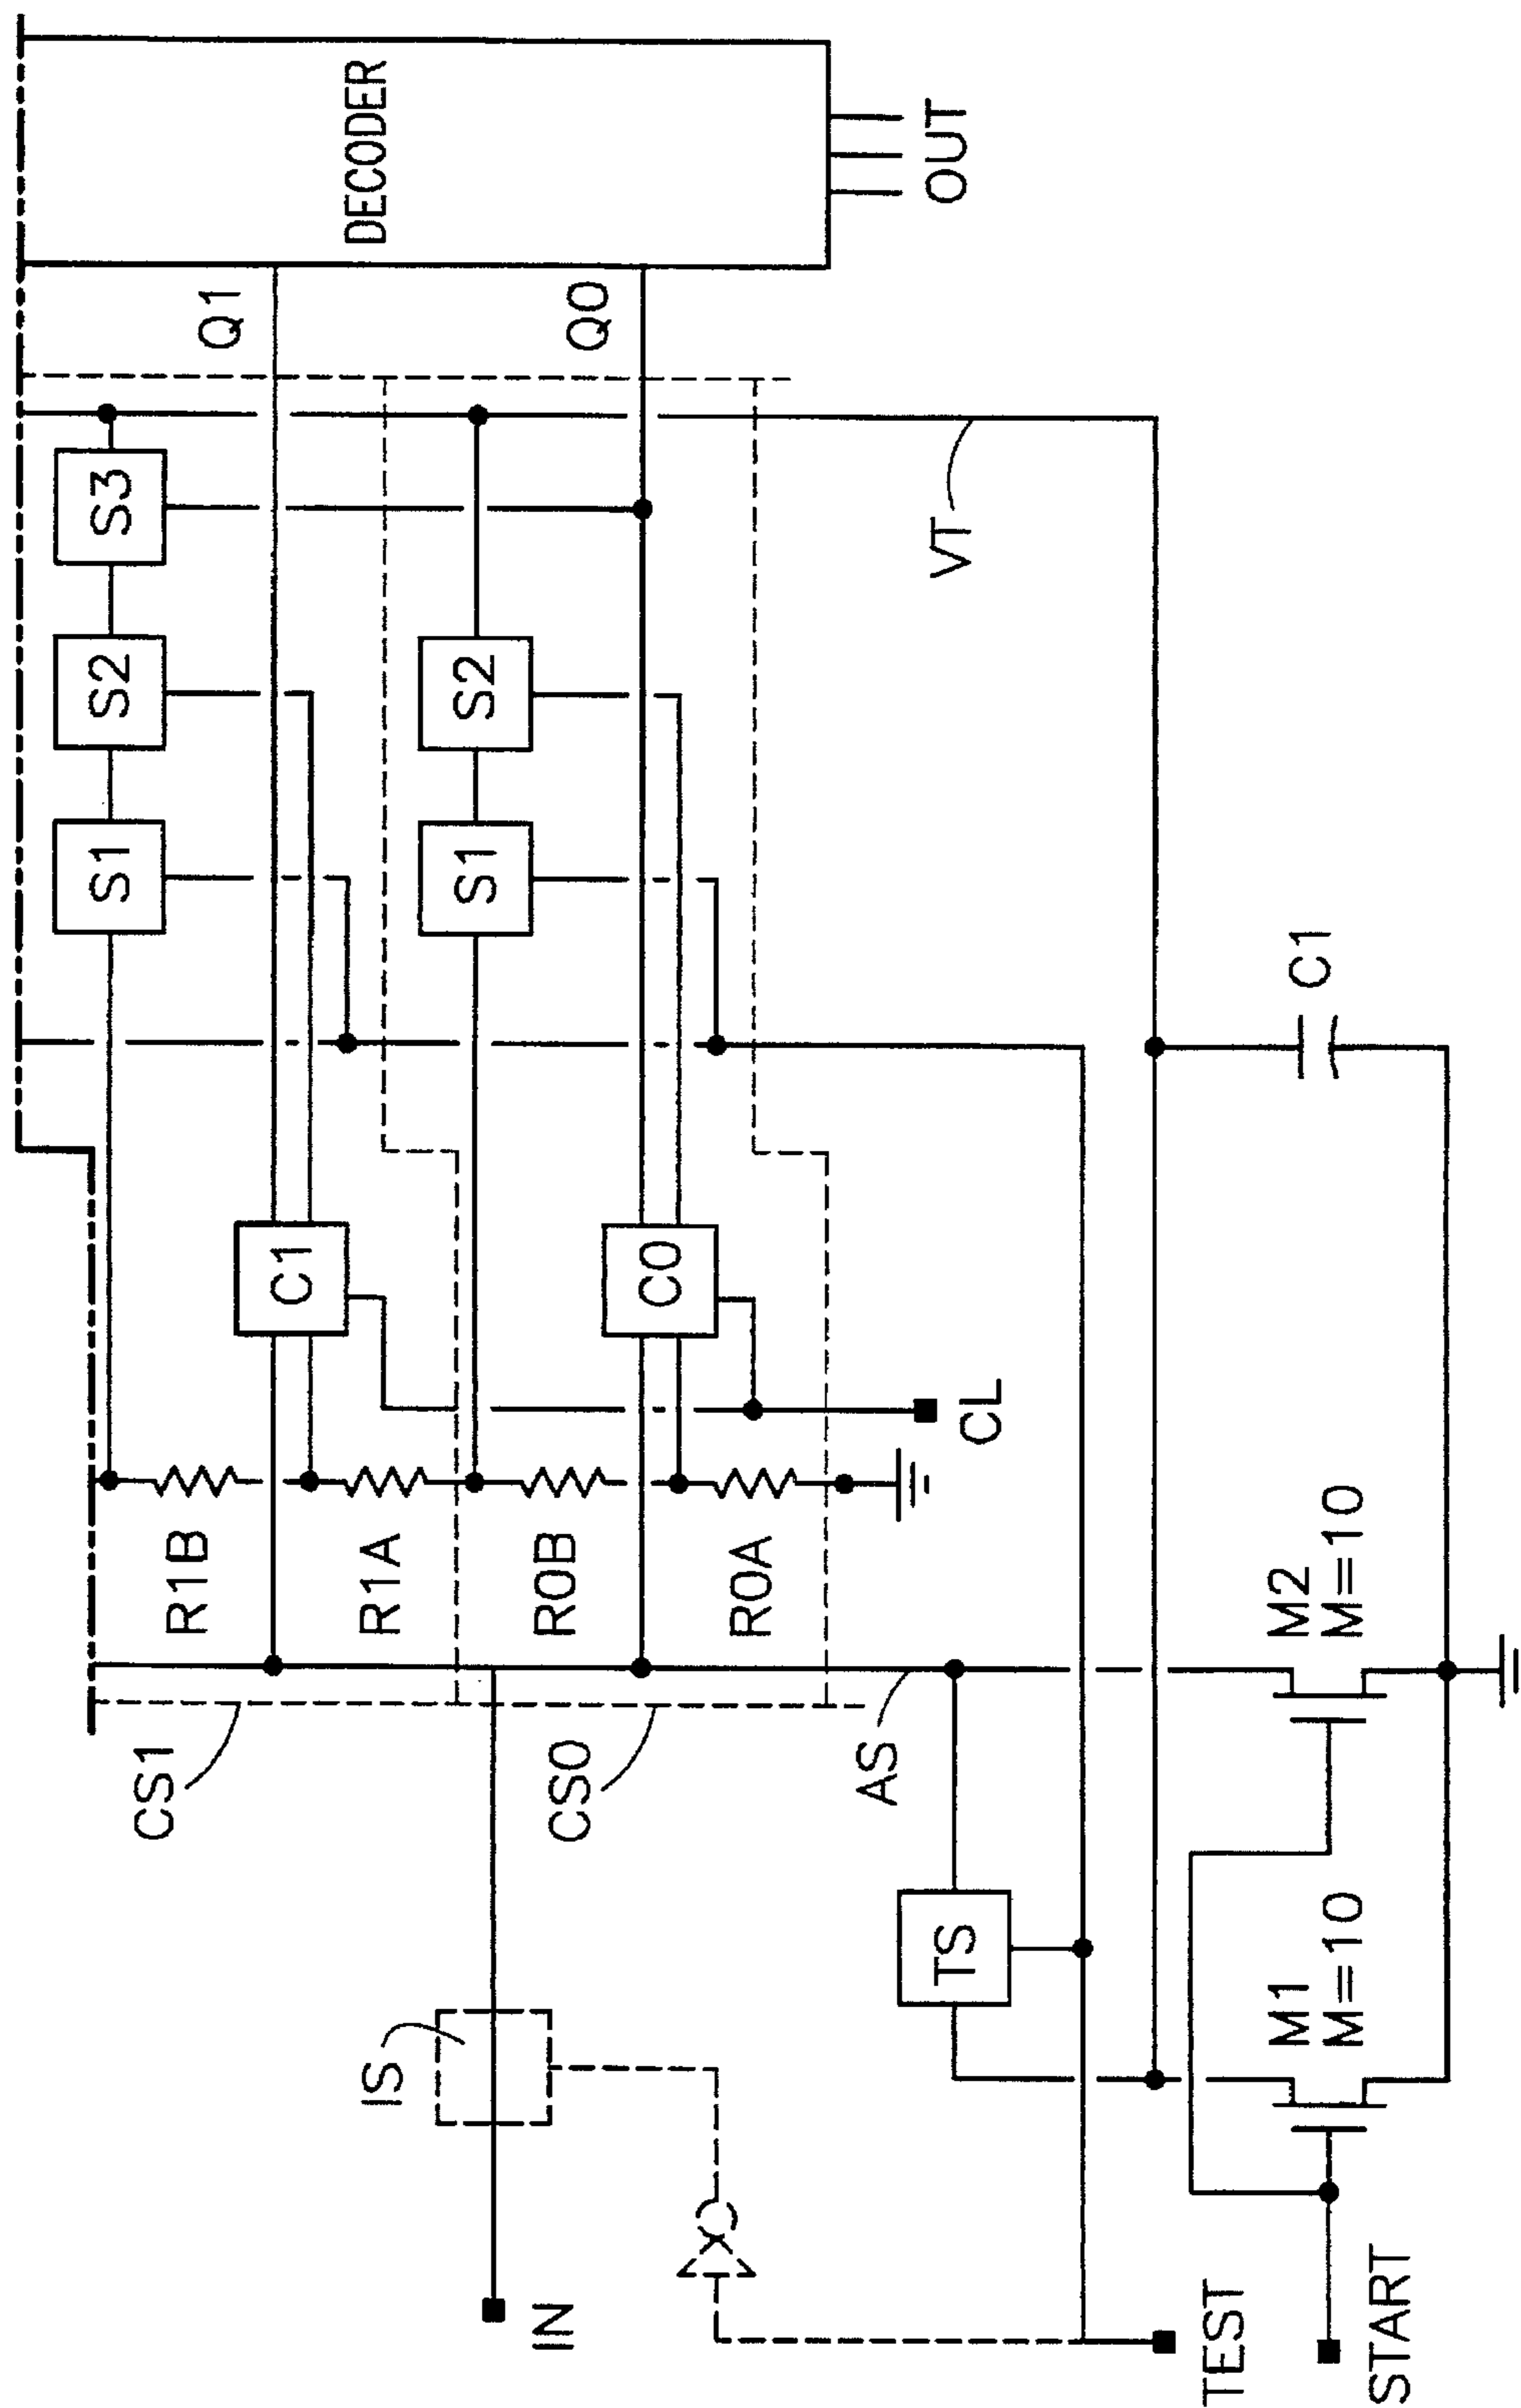 DECODER
OUT
Q1
Q0
S3
S2
S1
S2
S1
VT
C1
C1
C0
CL
R1B
R1A
R0B
R0A
M2
M=10
CS1
CS0
AS
TS
M1
M=10
IS
IN
TEST
START